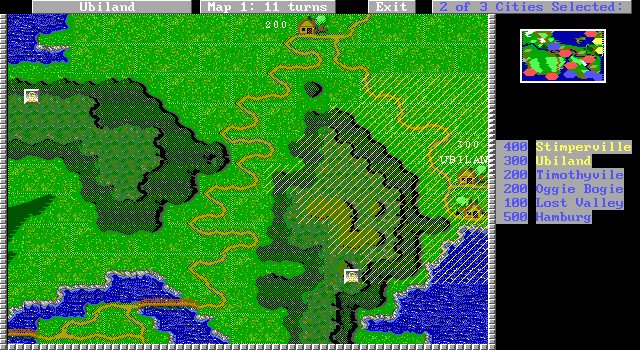 Ubiland
Map 1: 11 turns
Exit
2 of 3 Cities Selected:
200
300
UBILAN
400 Stimperville
300 Ubiland
200 Timothyvile
200 Oggie Bogie
100 Lost Valley
500 Hamburg